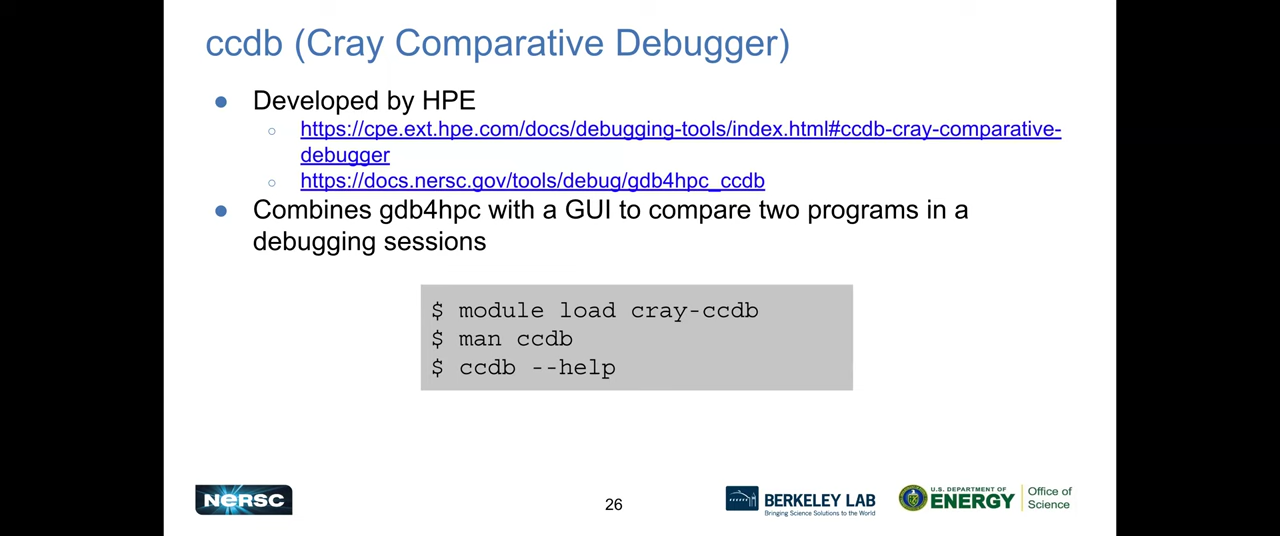 ccdb (Cray Comparative Debugger)
● Developed by HPE
○ https://cpe.ext.hpe.com/docs/debugging-tools/index.html#ccdb-cray-comparative-
debugger
○ https://docs.nersc.gov/tools/debug/gdb4hpc_ccdb
● Combines gdb4hpc with a GUI to compare two programs in a
debugging sessions
$ module load cray-ccdb
$ man ccdb
$ ccdb --help
NERSC
26
BERKELEY LAB
Bringing Science Solutions to the World
U.S. DEPARTMENT OF
ENERGY
Office of
Science